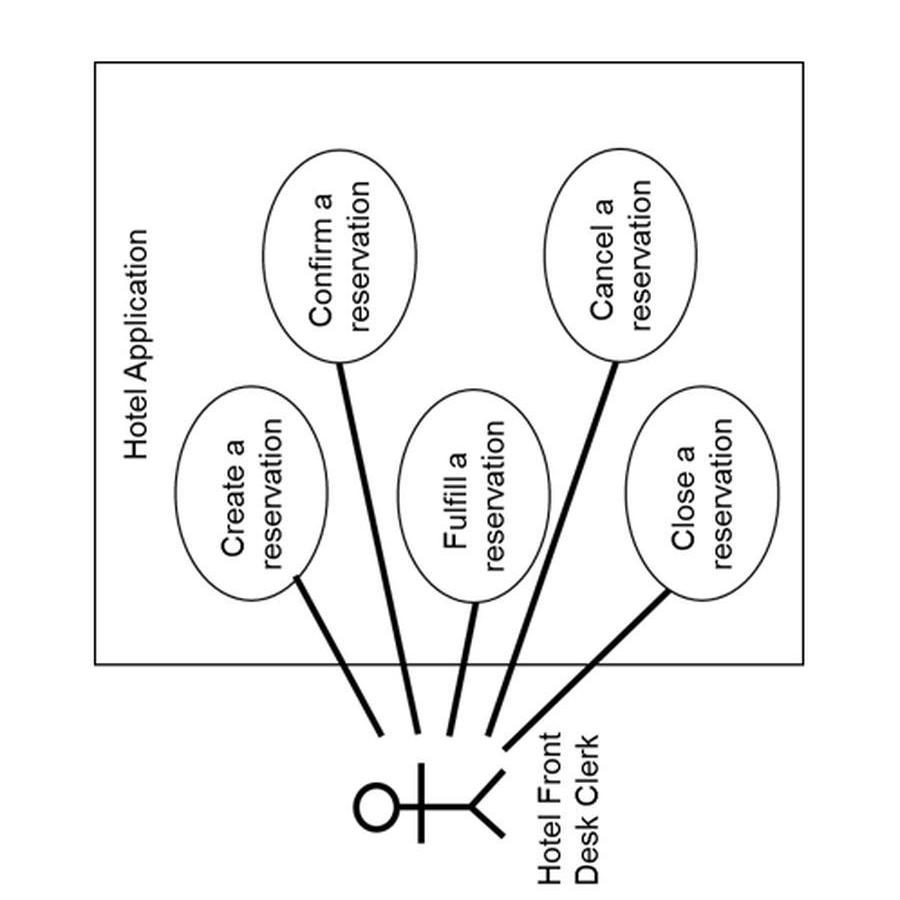 Hotel Application
Create a
reservation
Confirm a
reservation
Fulfill a
reservation
Cancel a
reservation
Close a
reservation
Hotel Front
Desk Clerk